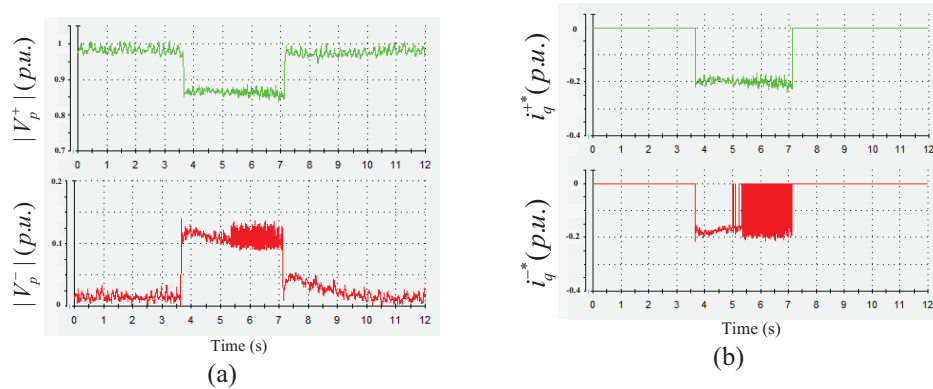 |V_p^+| (p.u.)
1
0.9
0.8
0.7
0 1 2 3 4 5 6 7 8 9 10 11 12
|V_p^-| (p.u.)
0.2
0.1
0
0 1 2 3 4 5 6 7 8 9 10 11 12
Time (s)
(a)
i_q^{+*} (p.u.)
0
-0.2
-0.4
0 1 2 3 4 5 6 7 8 9 10 11 12
i_q^{-*} (p.u.)
0
-0.2
-0.4
0 1 2 3 4 5 6 7 8 9 10 11 12
Time (s)
(b)